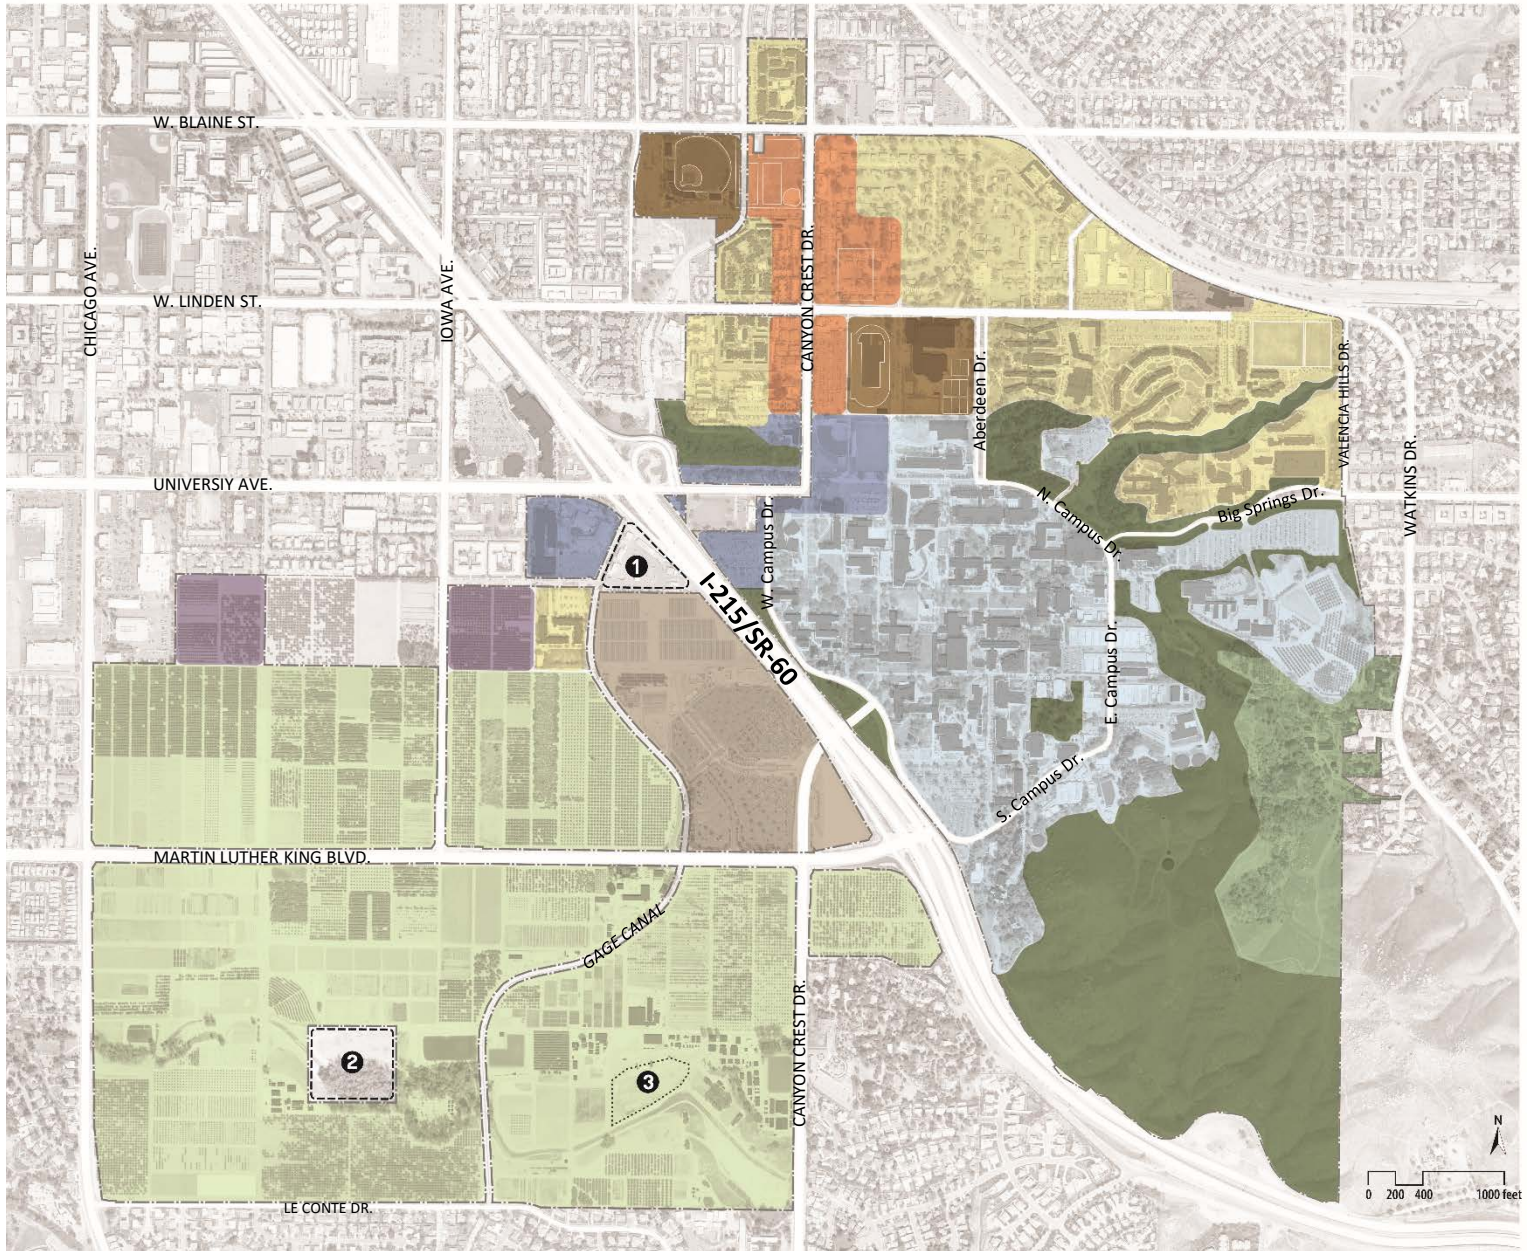 W. BLAINE ST.
CHICAGO AVE.
IOWA AVE.
CANYON CREST DR.
W. LINDEN ST.
Aberdeen Dr.
VALENCIA HILLS DR.
WATKINS DR.
UNIVERSIY AVE.
N. Campus Dr.
Big Springs Dr.
W. Campus Dr.
1
I-215/SR-60
E. Campus Dr.
S. Campus Dr.
MARTIN LUTHER KING BLVD.
GAGE CANAL
CANYON CREST DR.
2
3
LE CONTE DR.
N
0 200 400 1000 feet